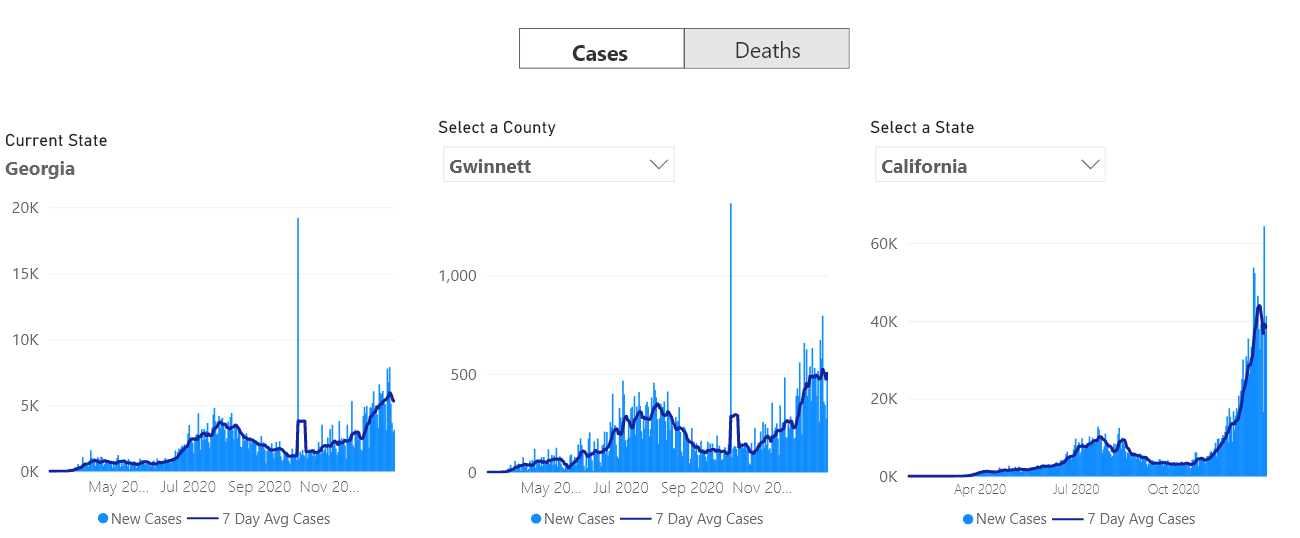 Cases Deaths
Current State
Georgia
20K
15K
10K
5K
0K
May 20... Jul 2020 Sep 2020 Nov 20...
New Cases 7 Day Avg Cases
Select a County
Gwinnett
1,000
500
0
May 20... Jul 2020 Sep 2020 Nov 20...
New Cases 7 Day Avg Cases
Select a State
California
60K
40K
20K
0K
Apr 2020 Jul 2020 Oct 2020
New Cases 7 Day Avg Cases